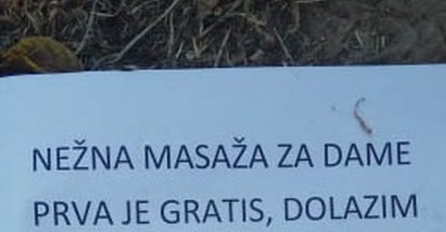 NEŽNA MASAŽA ZA DAME
PRVA JE GRATIS, DOLAZIM